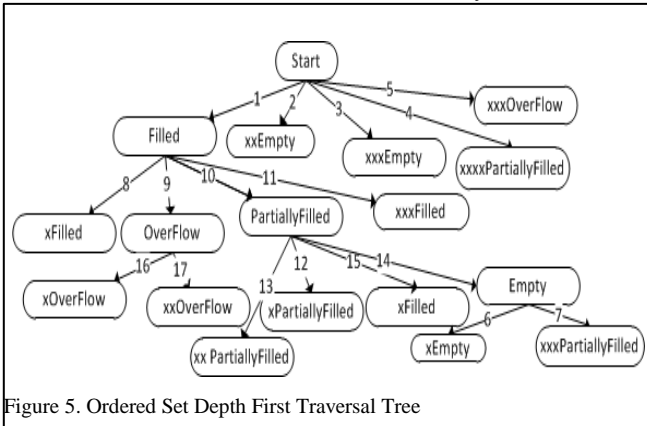 Start
1
2
3
4
5
Filled
xxEmpty
xxxEmpty
xxxxPartiallyFilled
xxxOverFlow
8
9
10
11
xFilled
OverFlow
PartiallyFilled
xxxFilled
16
17
13
12
15
14
xOverFlow
xxOverFlow
xx PartiallyFilled
xPartiallyFilled
xFilled
Empty
6
7
xEmpty
xxxPartiallyFilled
Figure 5. Ordered Set Depth First Traversal Tree